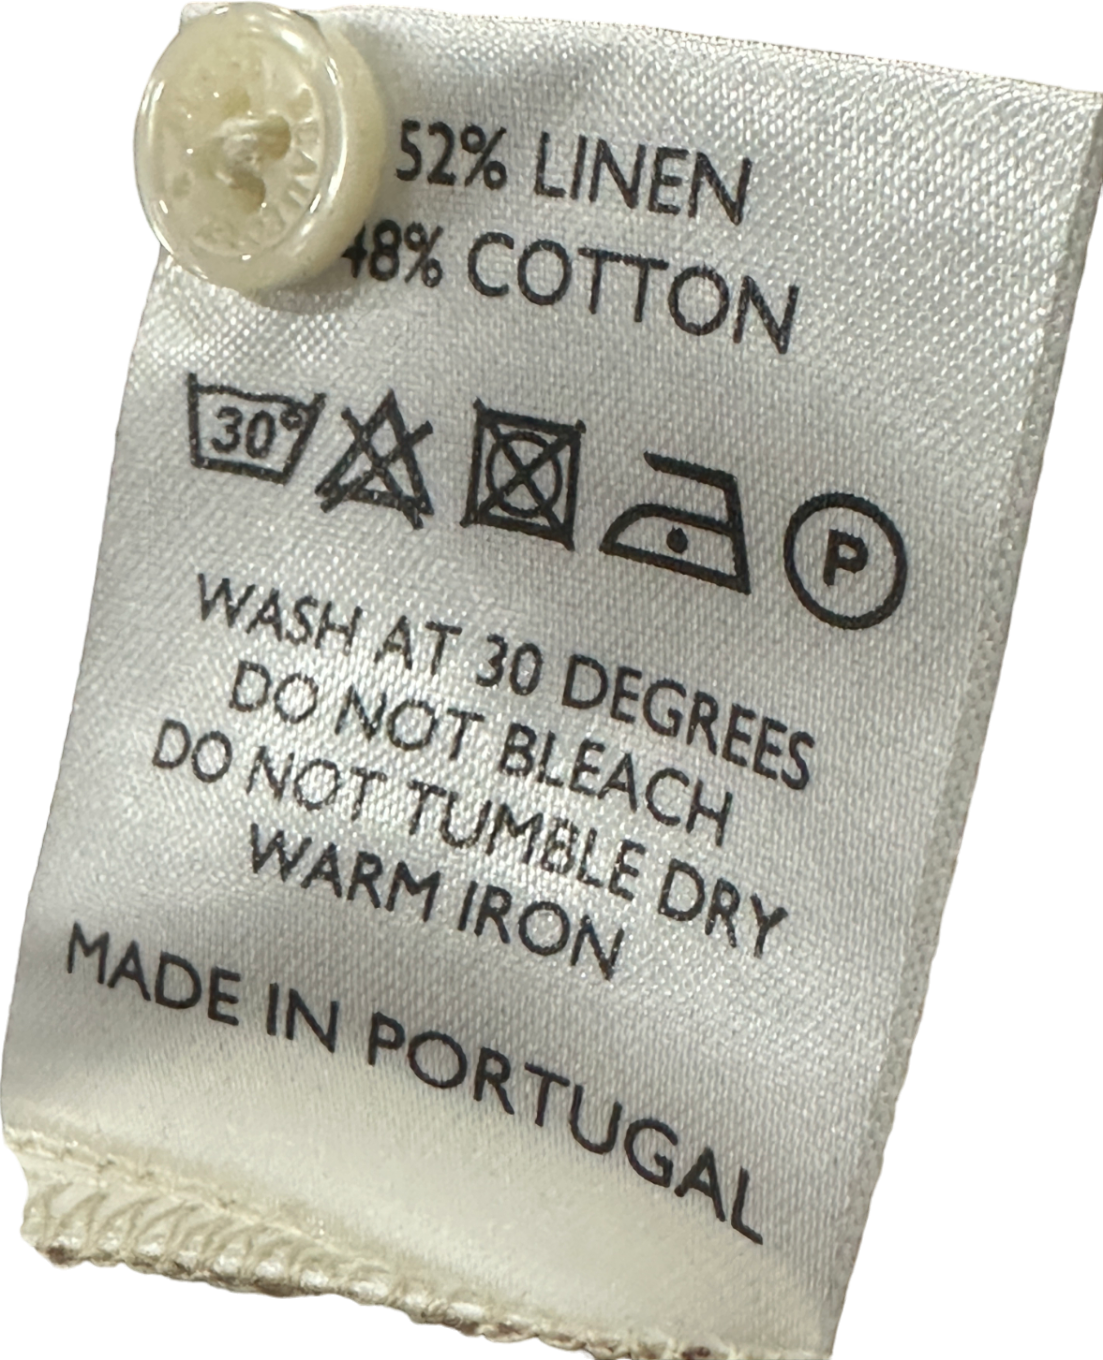 52% LINEN
48% COTTON
30°
P
WASH AT 30 DEGREES
DO NOT BLEACH
DO NOT TUMBLE DRY
WARM IRON
MADE IN PORTUGAL